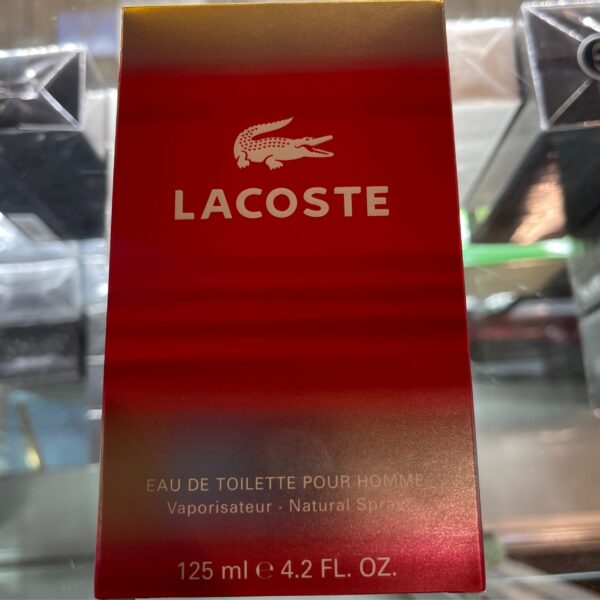 LACOSTE
EAU DE TOILETTE POUR HOMME
Vaporisateur · Natural Spray
125 ml ℮ 4.2 FL. OZ.